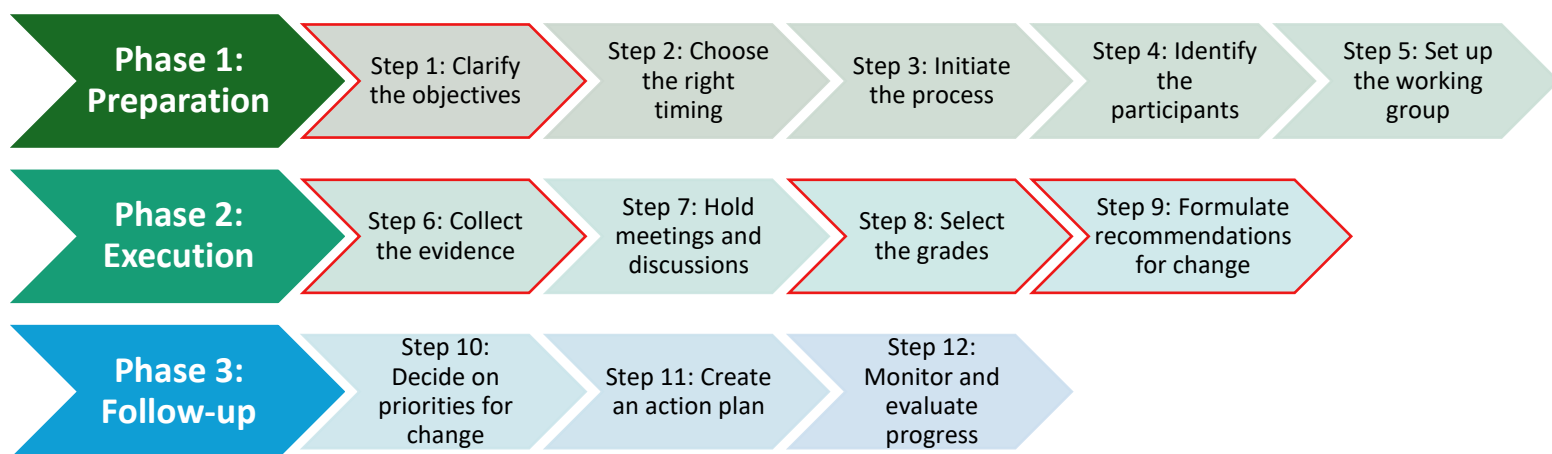 Phase 1:
Preparation
Step 1: Clarify
the objectives
Step 2: Choose
the right
timing
Step 3: Initiate
the process
Step 4: Identify
the
participants
Step 5: Set up
the working
group
Phase 2:
Execution
Step 6: Collect
the evidence
Step 7: Hold
meetings and
discussions
Step 8: Select
the grades
Step 9: Formulate
recommendations
for change
Phase 3:
Follow-up
Step 10:
Decide on
priorities for
change
Step 11: Create
an action plan
Step 12:
Monitor and
evaluate
progress